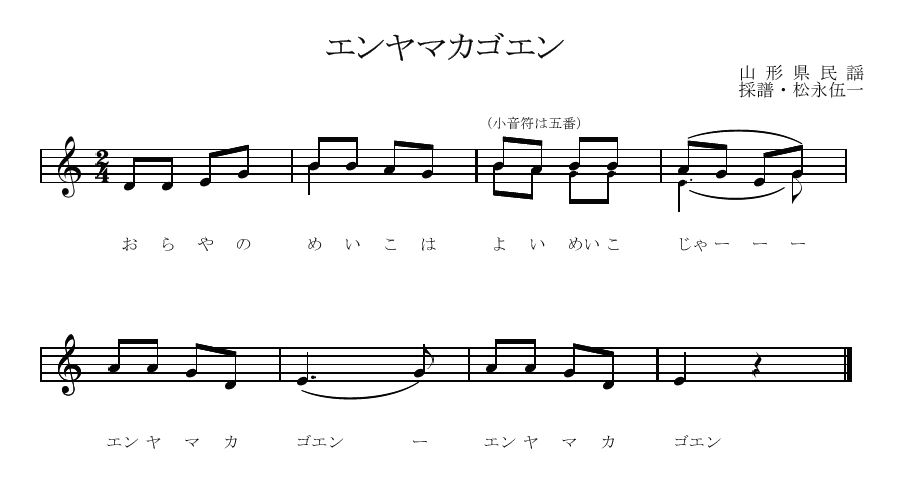 エンヤマカゴエン
山形県民謡
採譜・松永伍一
(小音符は五番)
2
4
おらやの めいこは よいめいこ じゃーーー
エンヤマカ ゴエンー エンヤマカ ゴエン